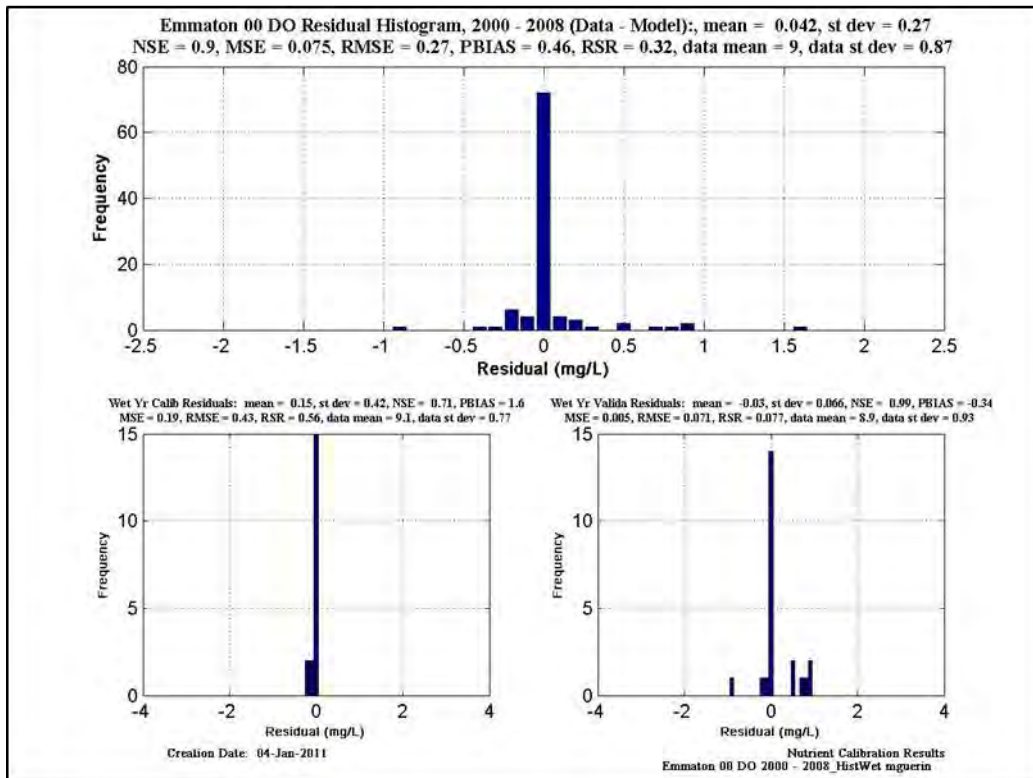 Emmaton 00 DO Residual Histogram, 2000 - 2008 (Data - Model):, mean = 0.042, st dev = 0.27
NSE = 0.9, MSE = 0.075, RMSE = 0.27, PBIAS = 0.46, RSR = 0.32, data mean = 9, data st dev = 0.87
80
60
40
20
0
Frequency
-2.5 -2 -1.5 -1 -0.5 0 0.5 1 1.5 2 2.5
Residual (mg/L)
Wet Yr Calib Residuals: mean = 0.15, st dev = 0.42, NSE = 0.71, PBIAS = 1.6
MSE = 0.19, RMSE = 0.43, RSR = 0.56, data mean = 9.1, data st dev = 0.77
15
10
5
0
Frequency
-4 -2 0 2 4
Residual (mg/L)
Wet Yr Valida Residuals: mean = -0.03, st dev = 0.066, NSE = 0.99, PBIAS = -0.34
MSE = 0.005, RMSE = 0.071, RSR = 0.077, data mean = 8.9, data st dev = 0.93
15
10
5
0
Frequency
-4 -2 0 2 4
Residual (mg/L)
Creation Date: 04-Jan-2011
Nutrient Calibration Results
Emmaton 00 DO 2000 - 2008_HistWet mguerin